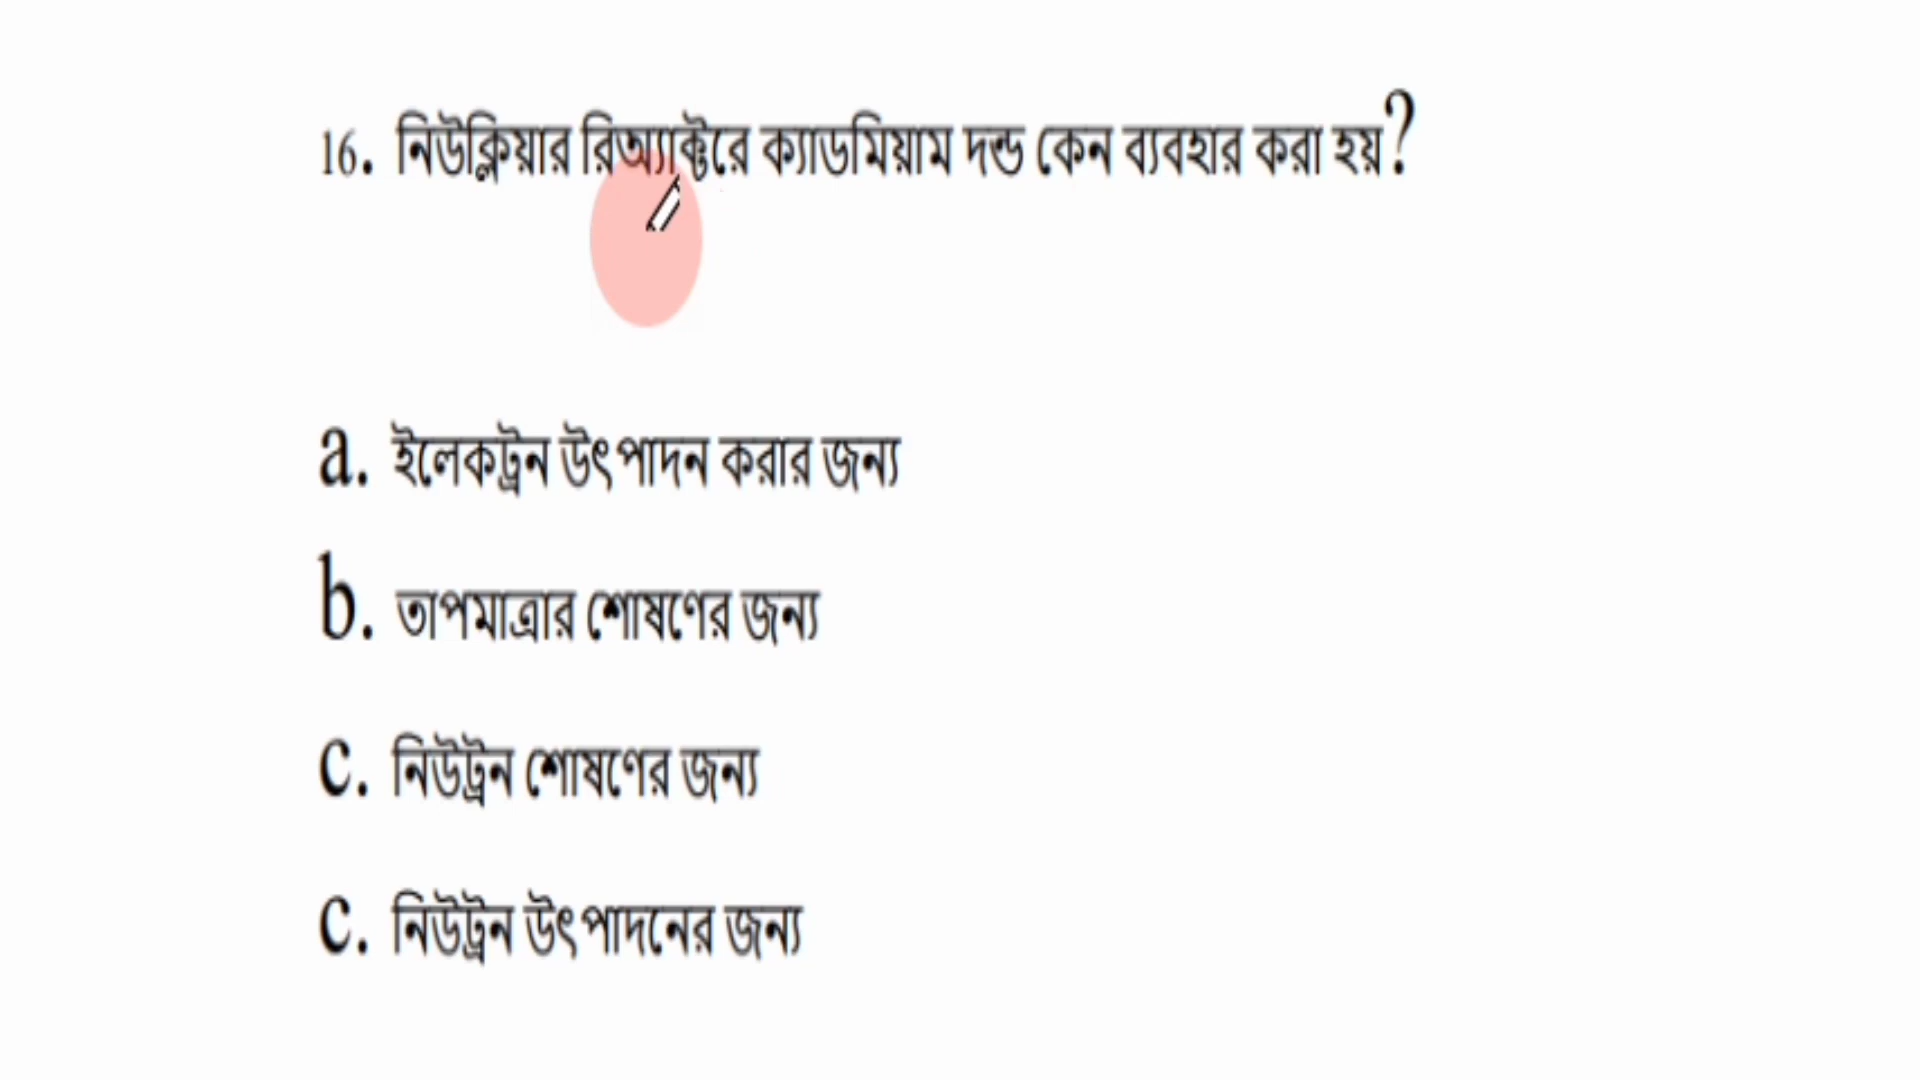 16. নিউক্লিয়ার রিঅ্যাক্টরে ক্যাডমিয়াম দন্ড কেন ব্যবহার করা হয়?
a. ইলেকট্রন উৎপাদন করার জন্য
b. তাপমাত্রার শোষণের জন্য
c. নিউট্রন শোষণের জন্য
c. নিউট্রন উৎপাদনের জন্য